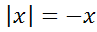 |x| = −x